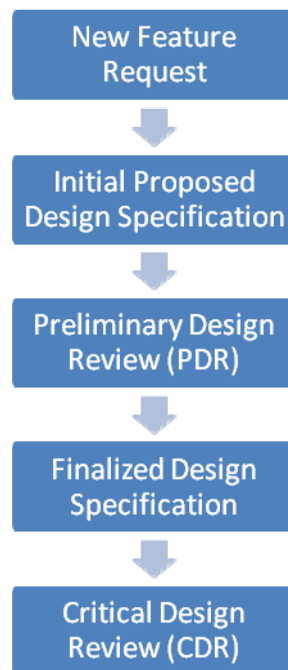 New Feature
Request
Initial Proposed
Design Specification
Preliminary Design
Review (PDR)
Finalized Design
Specification
Critical Design
Review (CDR)